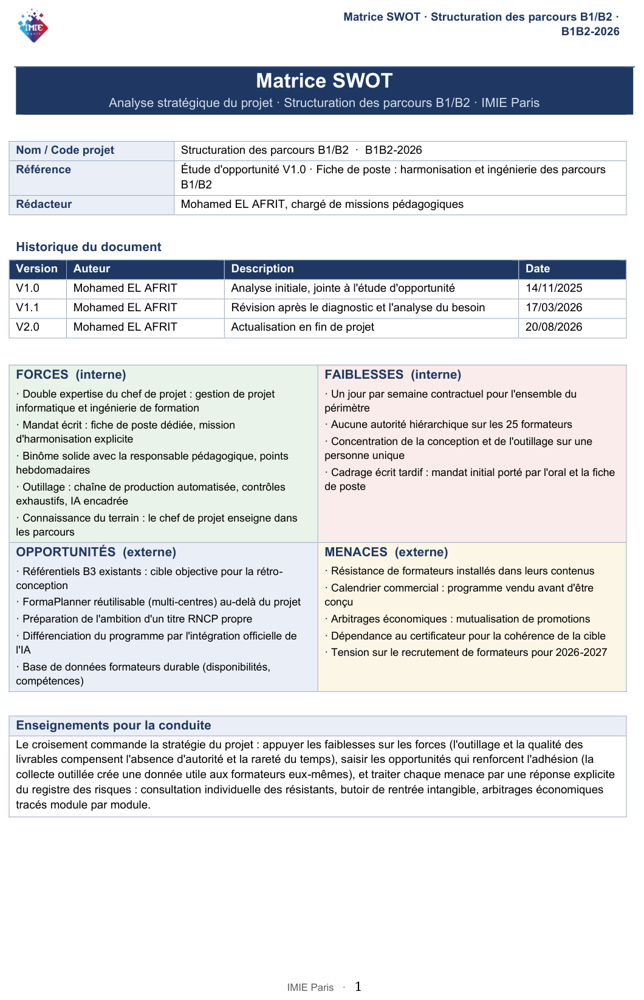 IMIE
PARIS
Matrice SWOT · Structuration des parcours B1/B2 ·
B1B2-2026
Matrice SWOT
Analyse stratégique du projet · Structuration des parcours B1/B2 · IMIE Paris
Nom / Code projet
Structuration des parcours B1/B2 · B1B2-2026
Référence
Étude d'opportunité V1.0 · Fiche de poste : harmonisation et ingénierie des parcours
B1/B2
Rédacteur
Mohamed EL AFRIT, chargé de missions pédagogiques
Historique du document
Version Auteur Description Date
V1.0 Mohamed EL AFRIT Analyse initiale, jointe à l'étude d'opportunité 14/11/2025
V1.1 Mohamed EL AFRIT Révision après le diagnostic et l'analyse du besoin 17/03/2026
V2.0 Mohamed EL AFRIT Actualisation en fin de projet 20/08/2026
FORCES (interne)
· Double expertise du chef de projet : gestion de projet
informatique et ingénierie de formation
· Mandat écrit : fiche de poste dédiée, mission
d'harmonisation explicite
· Binôme solide avec la responsable pédagogique, points
hebdomadaires
· Outillage : chaîne de production automatisée, contrôles
exhaustifs, IA encadrée
· Connaissance du terrain : le chef de projet enseigne dans
les parcours
FAIBLESSES (interne)
· Un jour par semaine contractuel pour l'ensemble du
périmètre
· Aucune autorité hiérarchique sur les 25 formateurs
· Concentration de la conception et de l'outillage sur une
personne unique
· Cadrage écrit tardif : mandat initial porté par l'oral et la fiche
de poste
OPPORTUNITÉS (externe)
· Référentiels B3 existants : cible objective pour la rétro-
conception
· FormaPlanner réutilisable (multi-centres) au-delà du projet
· Préparation de l'ambition d'un titre RNCP propre
· Différenciation du programme par l'intégration officielle de
l'IA
· Base de données formateurs durable (disponibilités,
compétences)
MENACES (externe)
· Résistance de formateurs installés dans leurs contenus
· Calendrier commercial : programme vendu avant d'être
conçu
· Arbitrages économiques : mutualisation de promotions
· Dépendance au certificateur pour la cohérence de la cible
· Tension sur le recrutement de formateurs pour 2026-2027
Enseignements pour la conduite
Le croisement commande la stratégie du projet : appuyer les faiblesses sur les forces (l'outillage et la qualité des
livrables compensent l'absence d'autorité et la rareté du temps), saisir les opportunités qui renforcent l'adhésion (la
collecte outillée crée une donnée utile aux formateurs eux-mêmes), et traiter chaque menace par une réponse explicite
du registre des risques : consultation individuelle des résistants, butoir de rentrée intangible, arbitrages économiques
tracés module par module.
IMIE Paris · 1